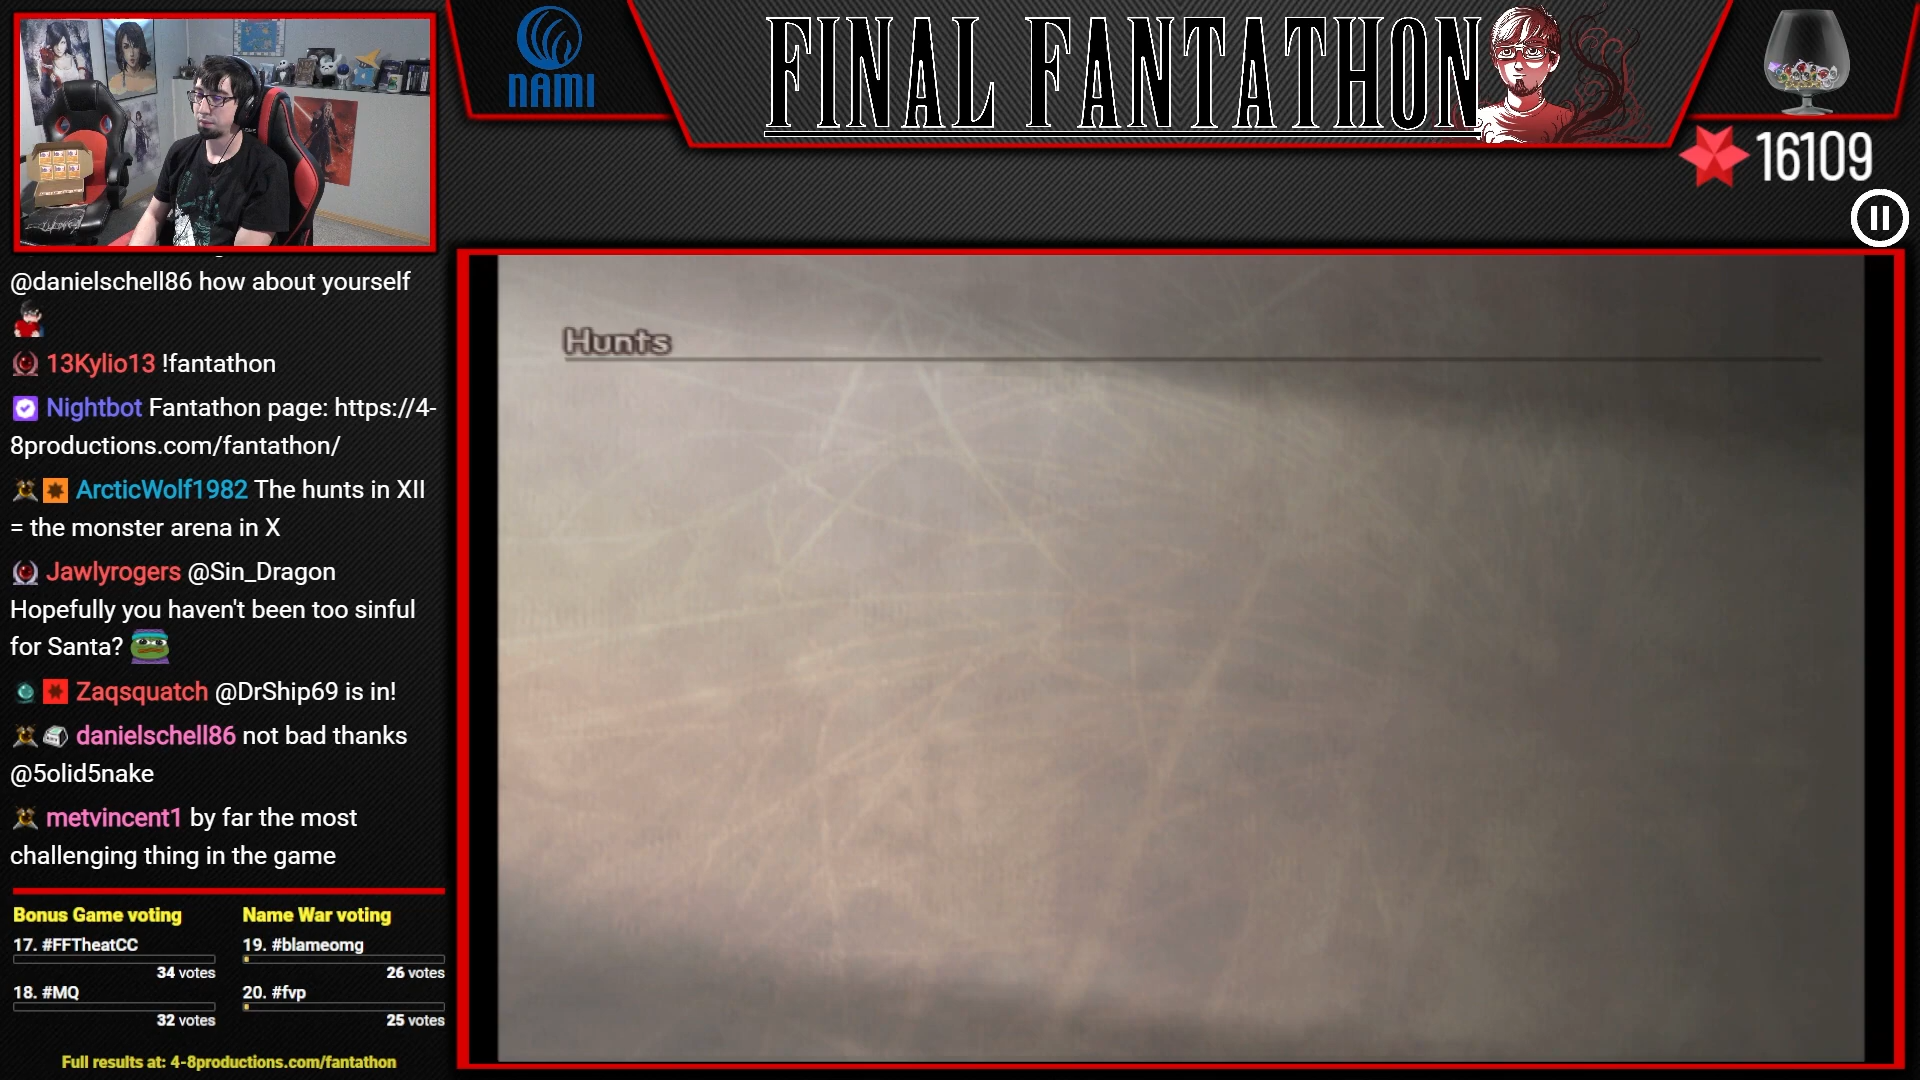 NAMI
FINAL FANTATHON
16109
@danielschell86 how about yourself
13Kylio13 !fantathon
Nightbot Fantathon page: https://4-
8productions.com/fantathon/
ArcticWolf1982 The hunts in XII
= the monster arena in X
Jawlyrogers @Sin_Dragon
Hopefully you haven't been too sinful
for Santa?
Zaqsquatch @DrShip69 is in!
danielschell86 not bad thanks
@5olid5nake
metvincent1 by far the most
challenging thing in the game
Bonus Game voting
17. #FFTheatCC
34 votes
18. #MQ
32 votes
Name War voting
19. #blameomg
26 votes
20. #fvp
25 votes
Full results at: 4-8productions.com/fantathon
Hunts